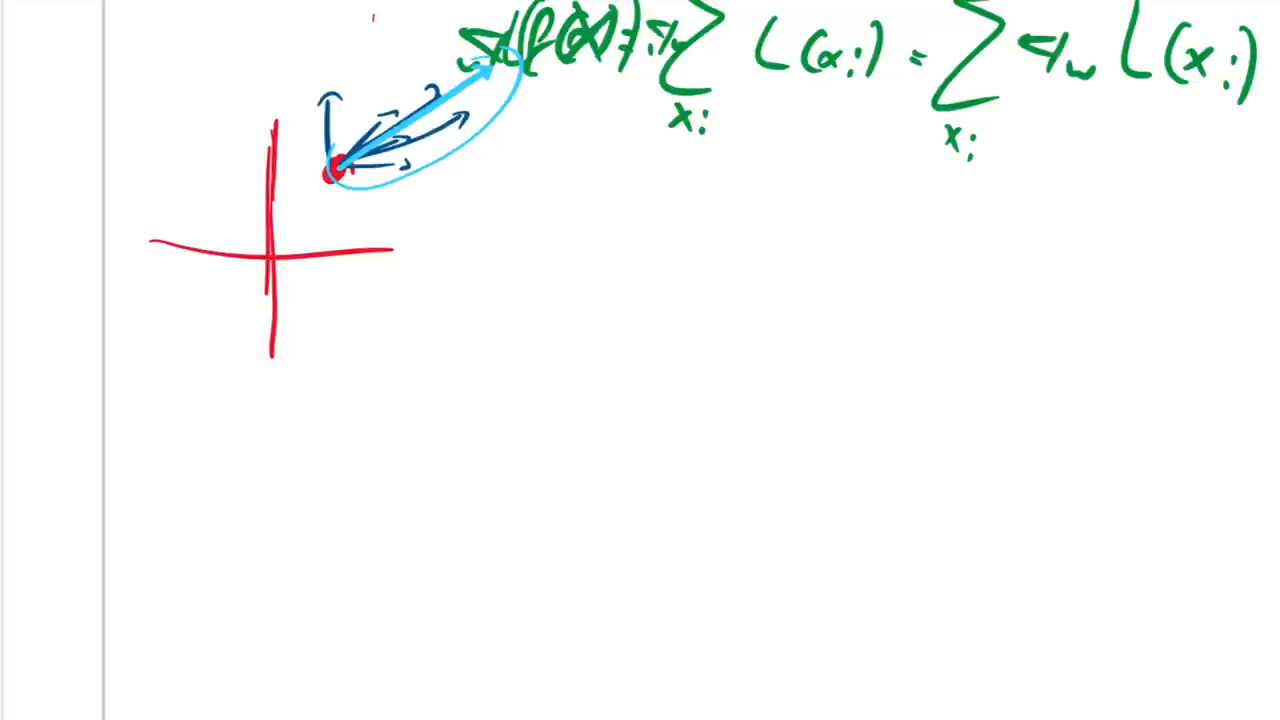 ∑ L(x_i) = ∑ ∇_w L(x_i)
x_i x_i